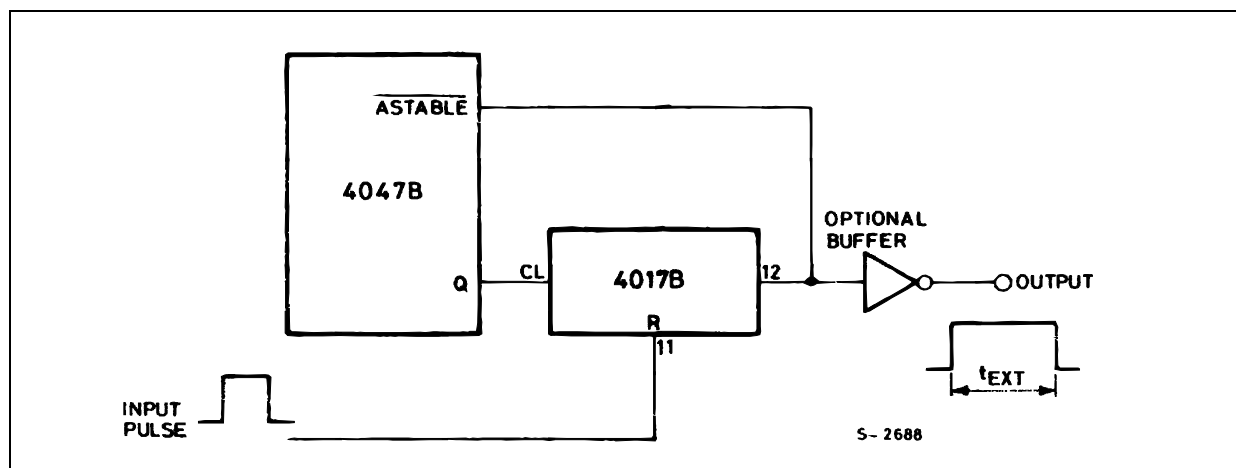 ASTABLE
4047B
OPTIONAL
BUFFER
Q
CL
4017B
12
OUTPUT
R
11
tEXT
INPUT
PULSE
S- 2688